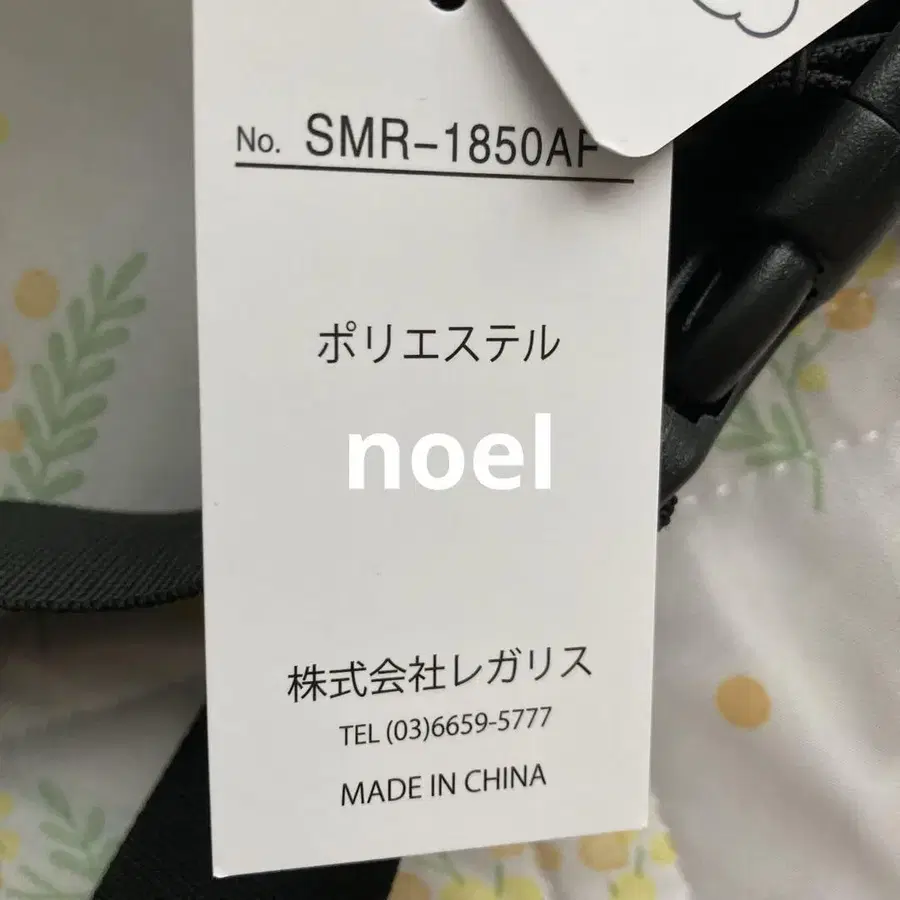 No. SMR-1850AF
ポリエステル
noel
株式会社レガリス
TEL (03)6659-5777
MADE IN CHINA